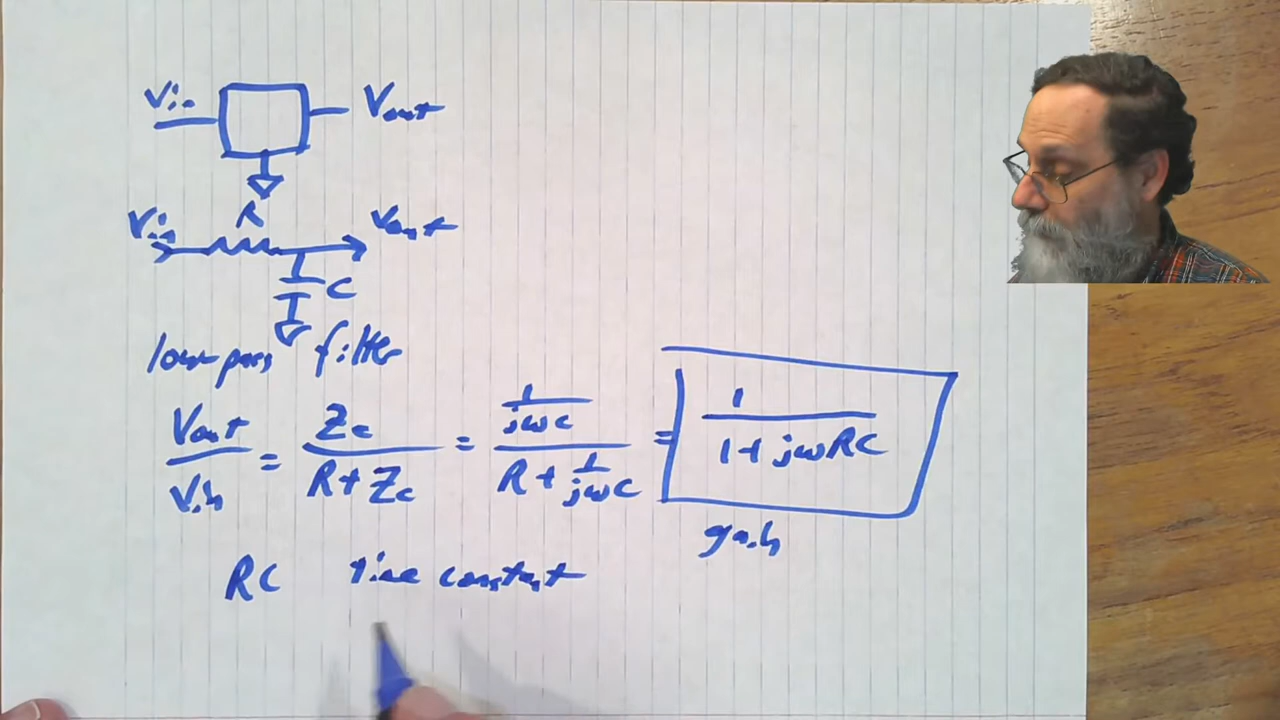 Vin Vout
R
Vin Vout
C
low-pass filter
Vout/Vin = Zc/(R + Zc) = (1/jωC)/(R + 1/jωC) = 1/(1 + jωRC)
gain
RC time constant